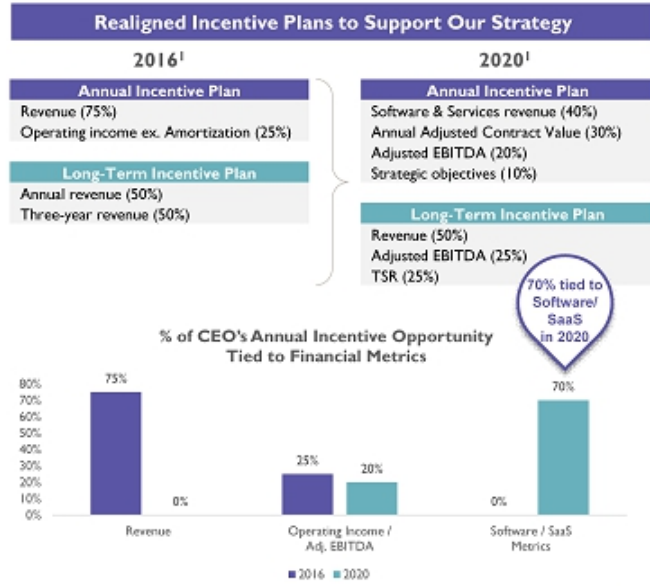 Realigned Incentive Plans to Support Our Strategy
2016¹
Annual Incentive Plan
Revenue (75%)
Operating income ex. Amortization (25%)
Long-Term Incentive Plan
Annual revenue (50%)
Three-year revenue (50%)
2020¹
Annual Incentive Plan
Software & Services revenue (40%)
Annual Adjusted Contract Value (30%)
Adjusted EBITDA (20%)
Strategic objectives (10%)
Long-Term Incentive Plan
Revenue (50%)
Adjusted EBITDA (25%)
TSR (25%)
70% tied to
Software/
SaaS
in 2020
% of CEO's Annual Incentive Opportunity
Tied to Financial Metrics
80%
70%
60%
50%
40%
30%
20%
10%
0%
75%
0%
25%
20%
0%
70%
Revenue
Operating Income /
Adj. EBITDA
Software / SaaS
Metrics
2016
2020